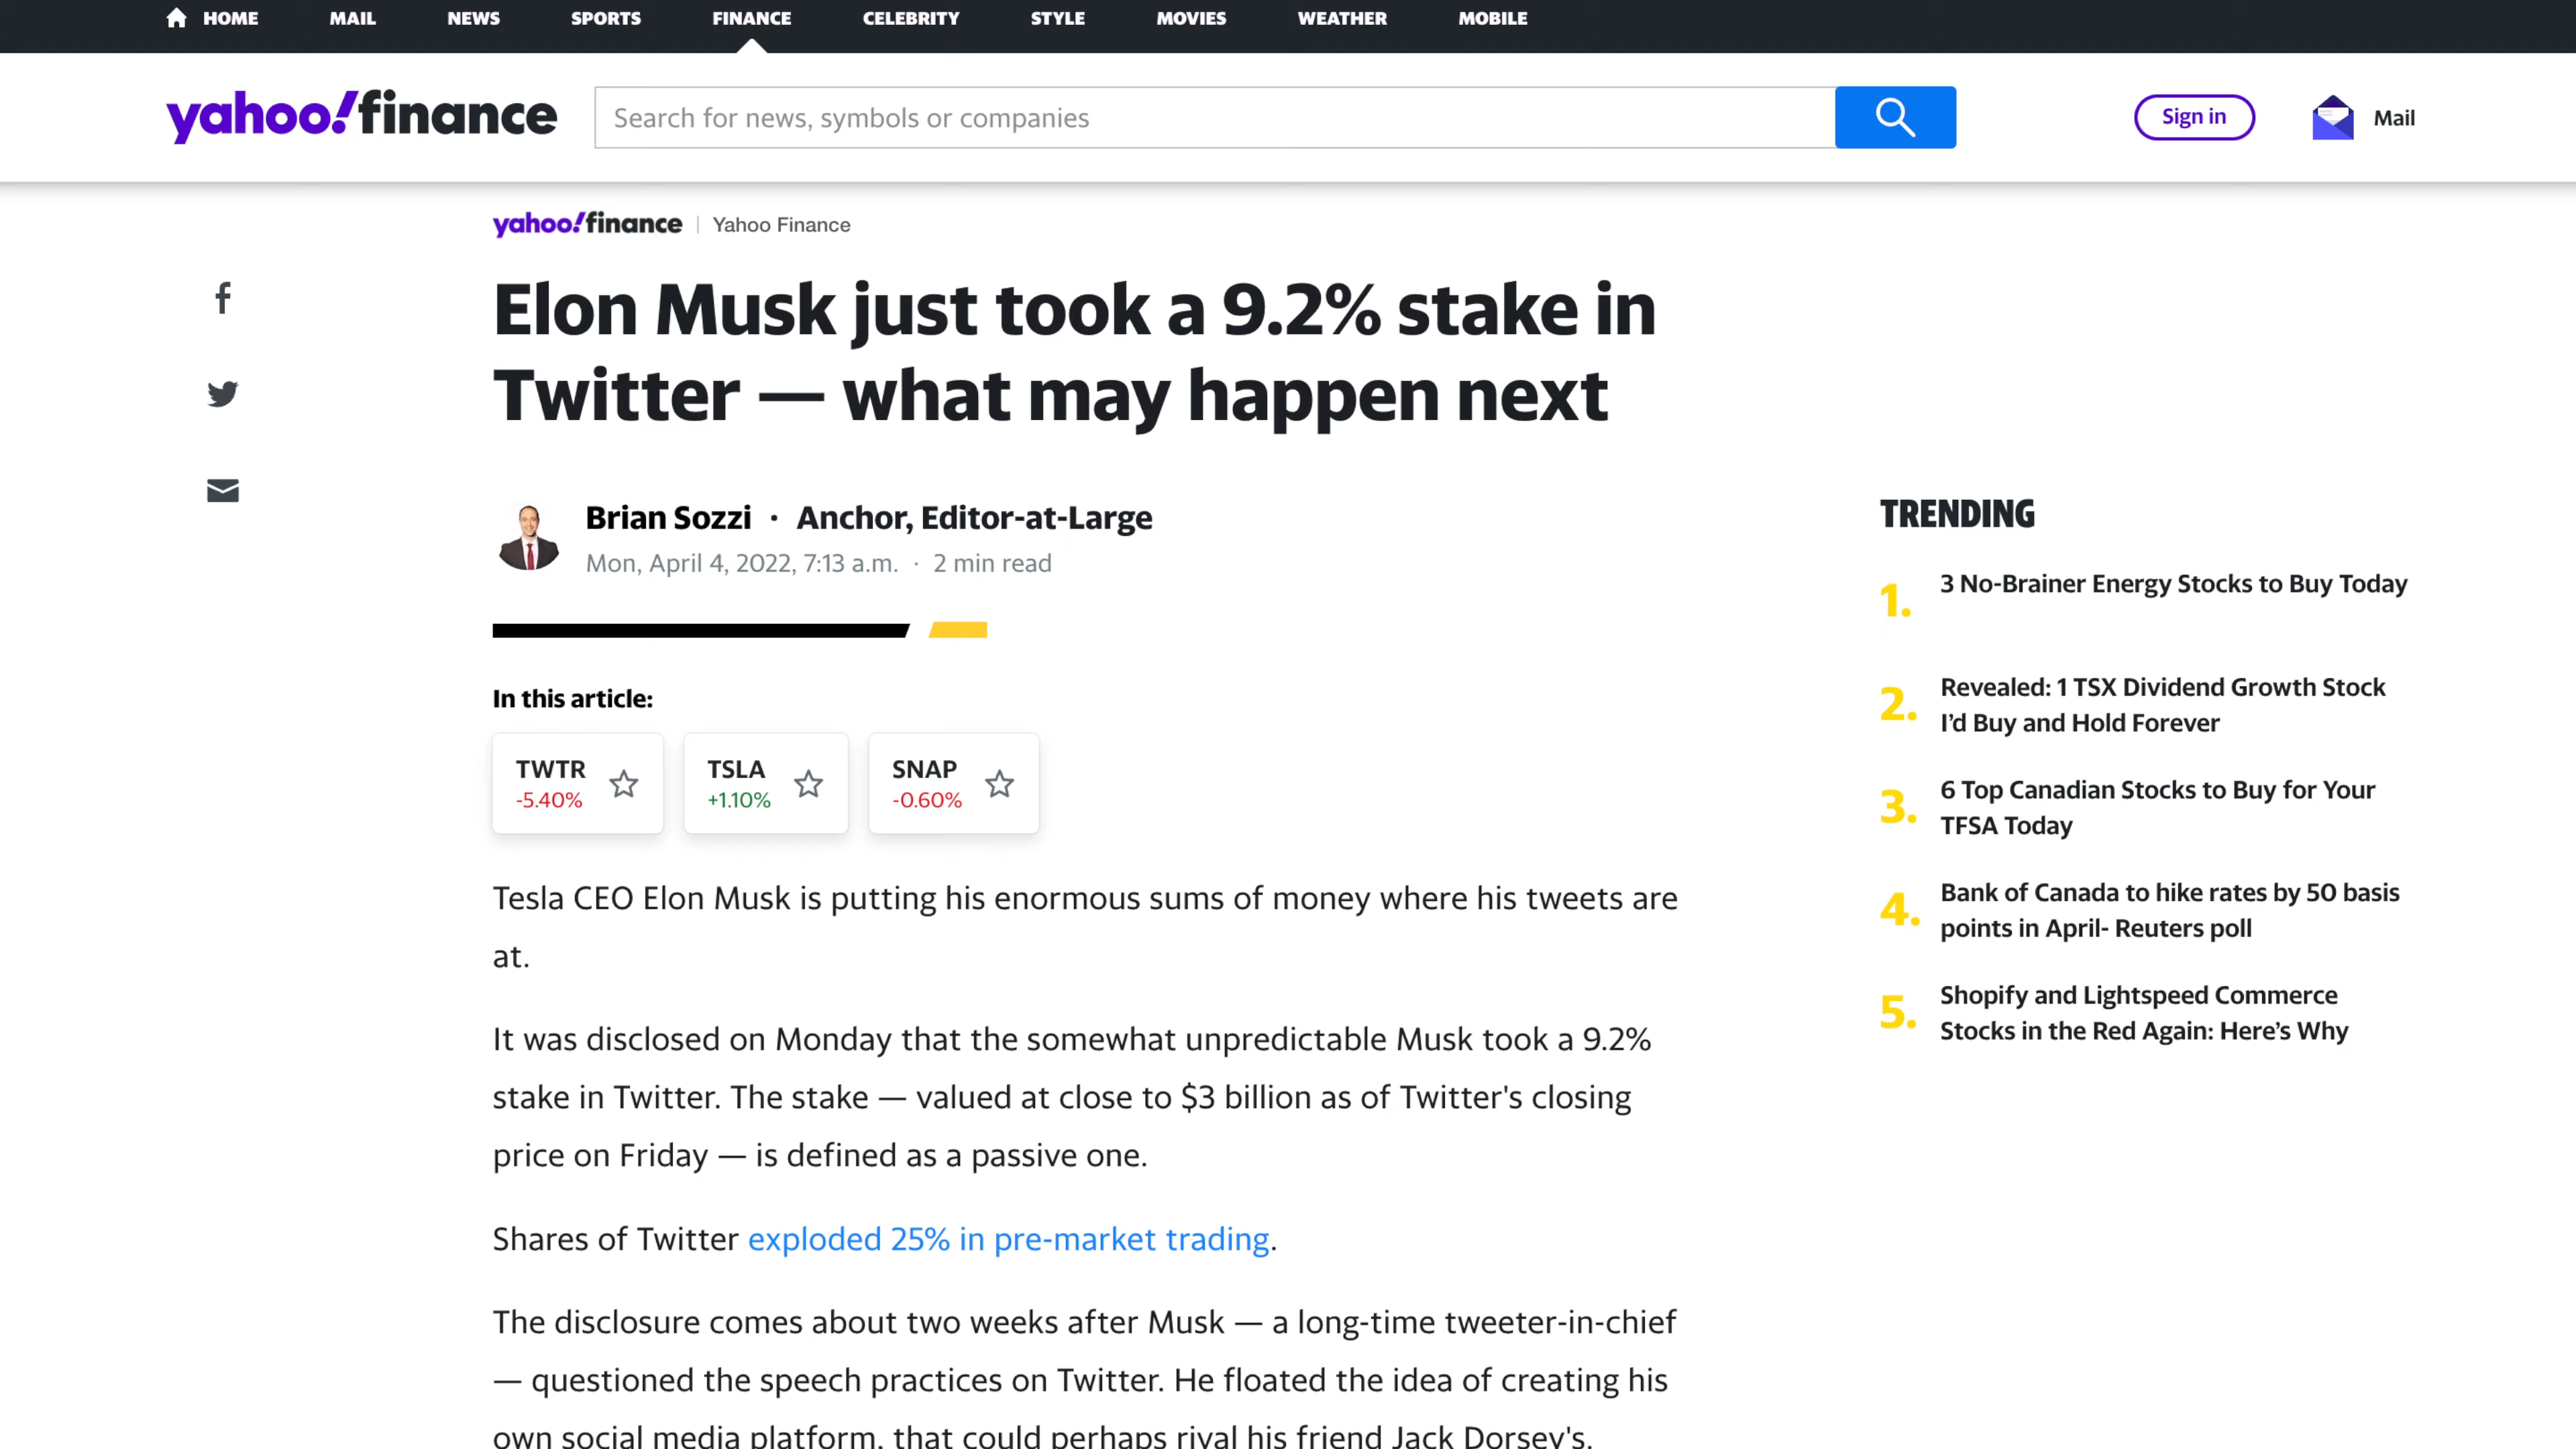 HOME MAIL NEWS SPORTS FINANCE CELEBRITY STYLE MOVIES WEATHER MOBILE
yahoo!finance
Search for news, symbols or companies
Sign in
Mail
yahoo!finance | Yahoo Finance
Elon Musk just took a 9.2% stake in
Twitter — what may happen next
Brian Sozzi · Anchor, Editor-at-Large
Mon, April 4, 2022, 7:13 a.m. · 2 min read
In this article:
TWTR
-5.40%
TSLA
+1.10%
SNAP
-0.60%
Tesla CEO Elon Musk is putting his enormous sums of money where his tweets are
at.
It was disclosed on Monday that the somewhat unpredictable Musk took a 9.2%
stake in Twitter. The stake — valued at close to $3 billion as of Twitter's closing
price on Friday — is defined as a passive one.
Shares of Twitter exploded 25% in pre-market trading.
The disclosure comes about two weeks after Musk — a long-time tweeter-in-chief
— questioned the speech practices on Twitter. He floated the idea of creating his
own social media platform, that could perhaps rival his friend Jack Dorsey's.
TRENDING
1. 3 No-Brainer Energy Stocks to Buy Today
2. Revealed: 1 TSX Dividend Growth Stock
I’d Buy and Hold Forever
3. 6 Top Canadian Stocks to Buy for Your
TFSA Today
4. Bank of Canada to hike rates by 50 basis
points in April- Reuters poll
5. Shopify and Lightspeed Commerce
Stocks in the Red Again: Here’s Why